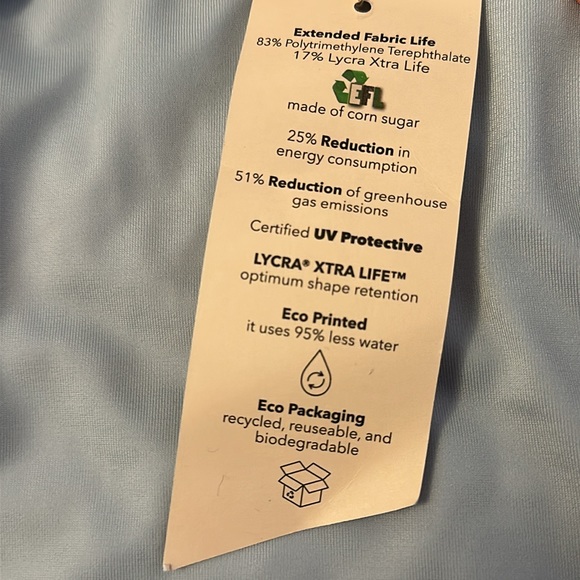 Extended Fabric Life
83% Polytrimethylene Terephthalate
17% Lycra Xtra Life
EFL
made of corn sugar
25% Reduction in
energy consumption
51% Reduction of greenhouse
gas emissions
Certified UV Protective
LYCRA® XTRA LIFE™
optimum shape retention
Eco Printed
it uses 95% less water
Eco Packaging
recycled, reuseable, and
biodegradable